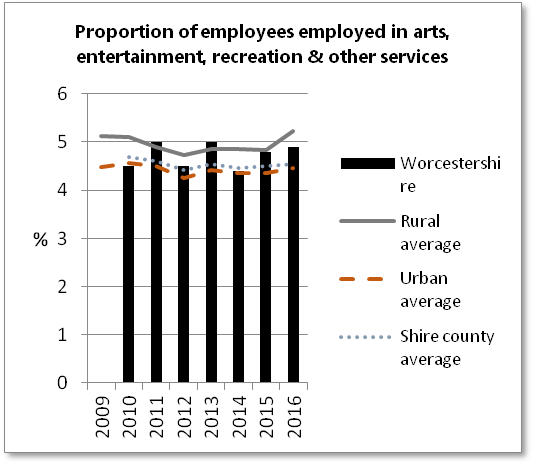 Proportion of employees employed in arts,
entertainment, recreation & other services
6
5
4
3
2
1
0
%
2009
2010
2011
2012
2013
2014
2015
2016
Worcestershi
re
Rural
average
Urban
average
Shire county
average